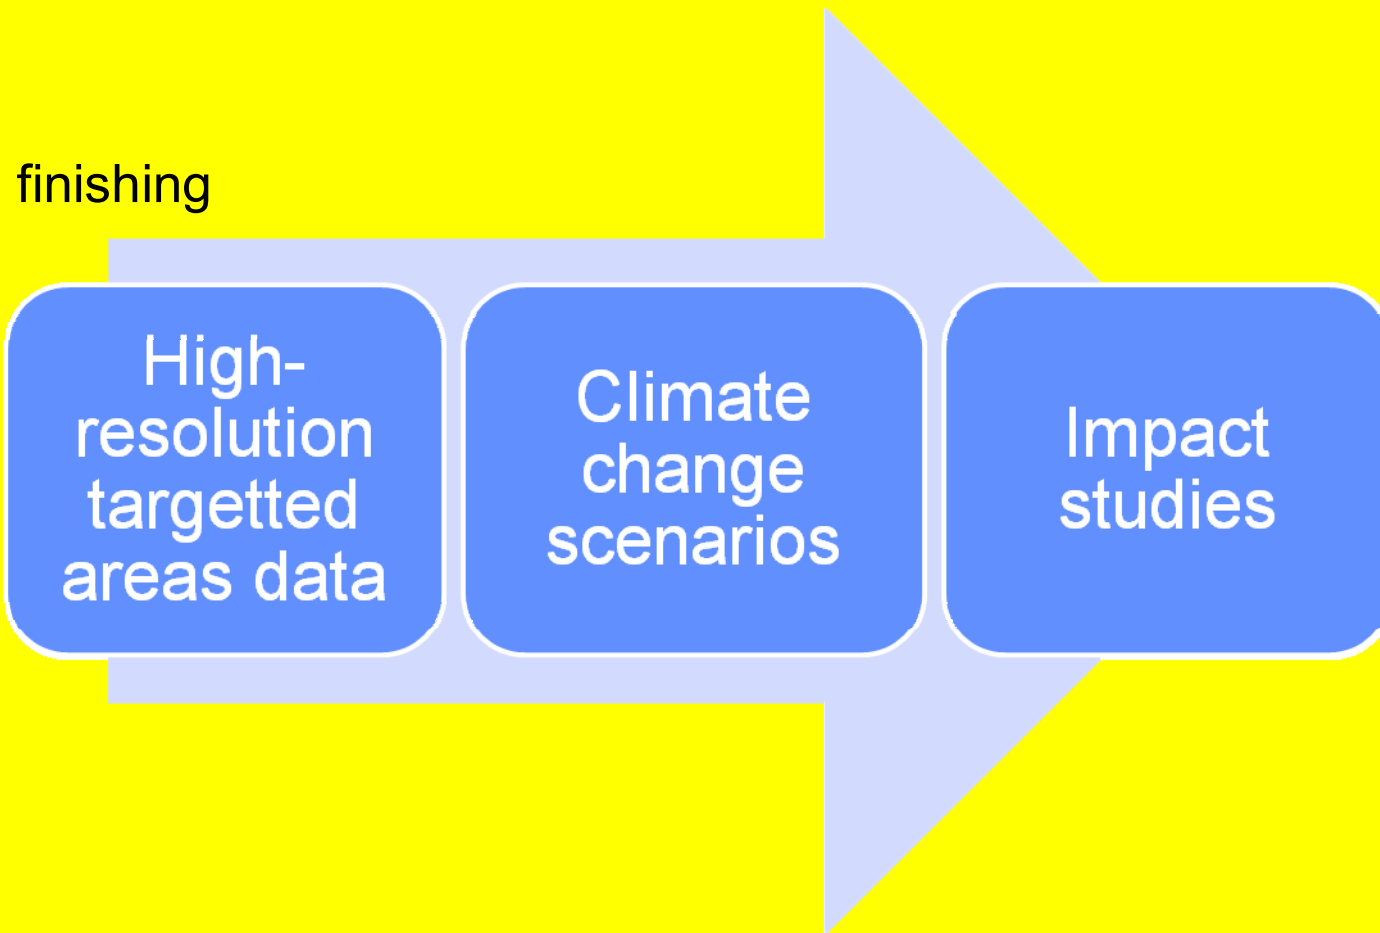 finishing
High-
resolution
targetted
areas data
Climate
change
scenarios
Impact
studies